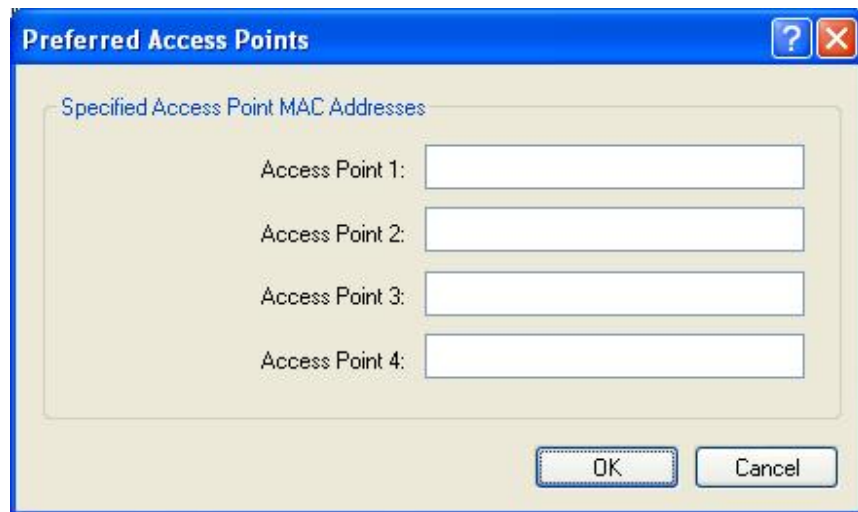 Preferred Access Points
Specified Access Point MAC Addresses
Access Point 1:
Access Point 2:
Access Point 3:
Access Point 4:
OK
Cancel